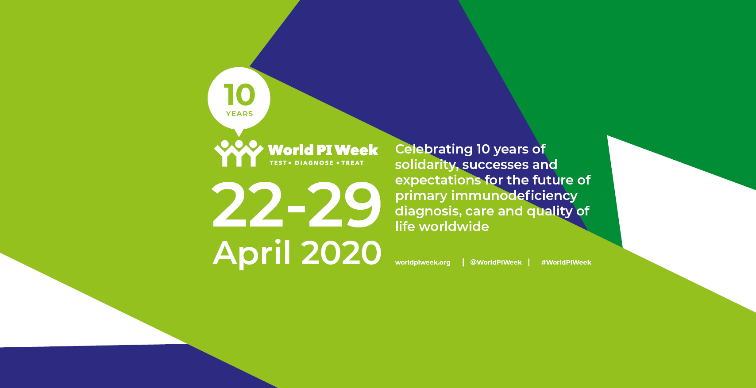 10
YEARS
World PI Week
TEST • DIAGNOSE • TREAT
22-29
April 2020
Celebrating 10 years of
solidarity, successes and
expectations for the future of
primary immunodeficiency
diagnosis, care and quality of
life worldwide
worldpiweek.org | @WorldPIWeek | #WorldPIWeek